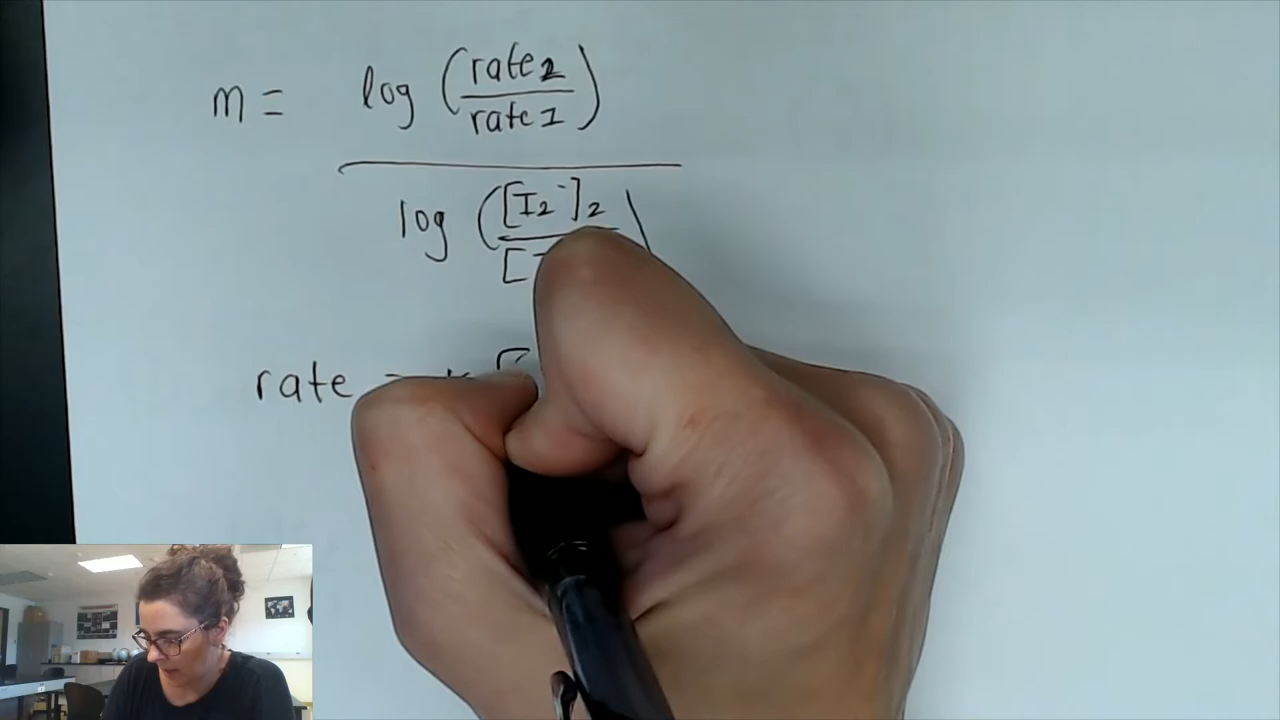 m = log (rate2
rate1)
log ([I2-]2
[
rate = k [